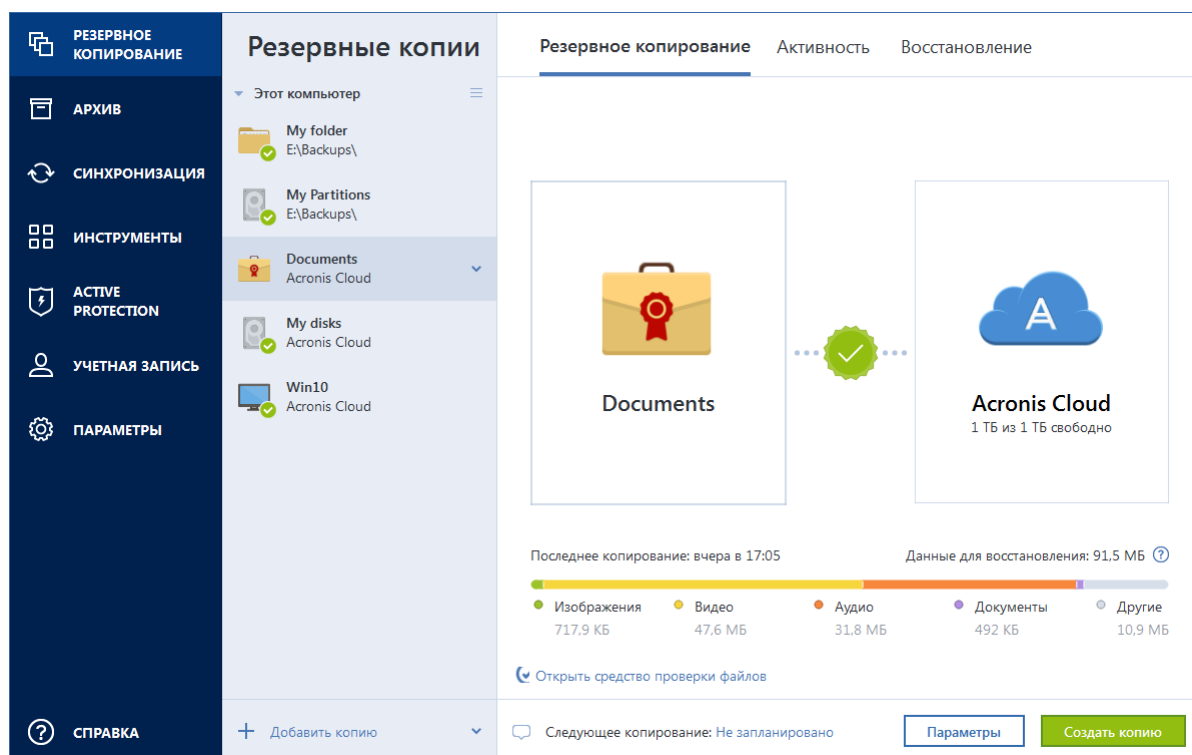 РЕЗЕРВНОЕ
КОПИРОВАНИЕ
АРХИВ
СИНХРОНИЗАЦИЯ
ИНСТРУМЕНТЫ
ACTIVE
PROTECTION
УЧЕТНАЯ ЗАПИСЬ
ПАРАМЕТРЫ
СПРАВКА
Резервные копии
Этот компьютер
My folder
E:\Backups\
My Partitions
E:\Backups\
Documents
Acronis Cloud
My disks
Acronis Cloud
Win10
Acronis Cloud
Добавить копию
Резервное копирование Активность Восстановление
Documents
A
Acronis Cloud
1 ТБ из 1 ТБ свободно
Последнее копирование: вчера в 17:05 Данные для восстановления: 91,5 МБ ?
Изображения Видео Аудио Документы Другие
717,9 КБ 47,6 МБ 31,8 МБ 492 КБ 10,9 МБ
Открыть средство проверки файлов
Следующее копирование: Не запланировано Параметры Создать копию